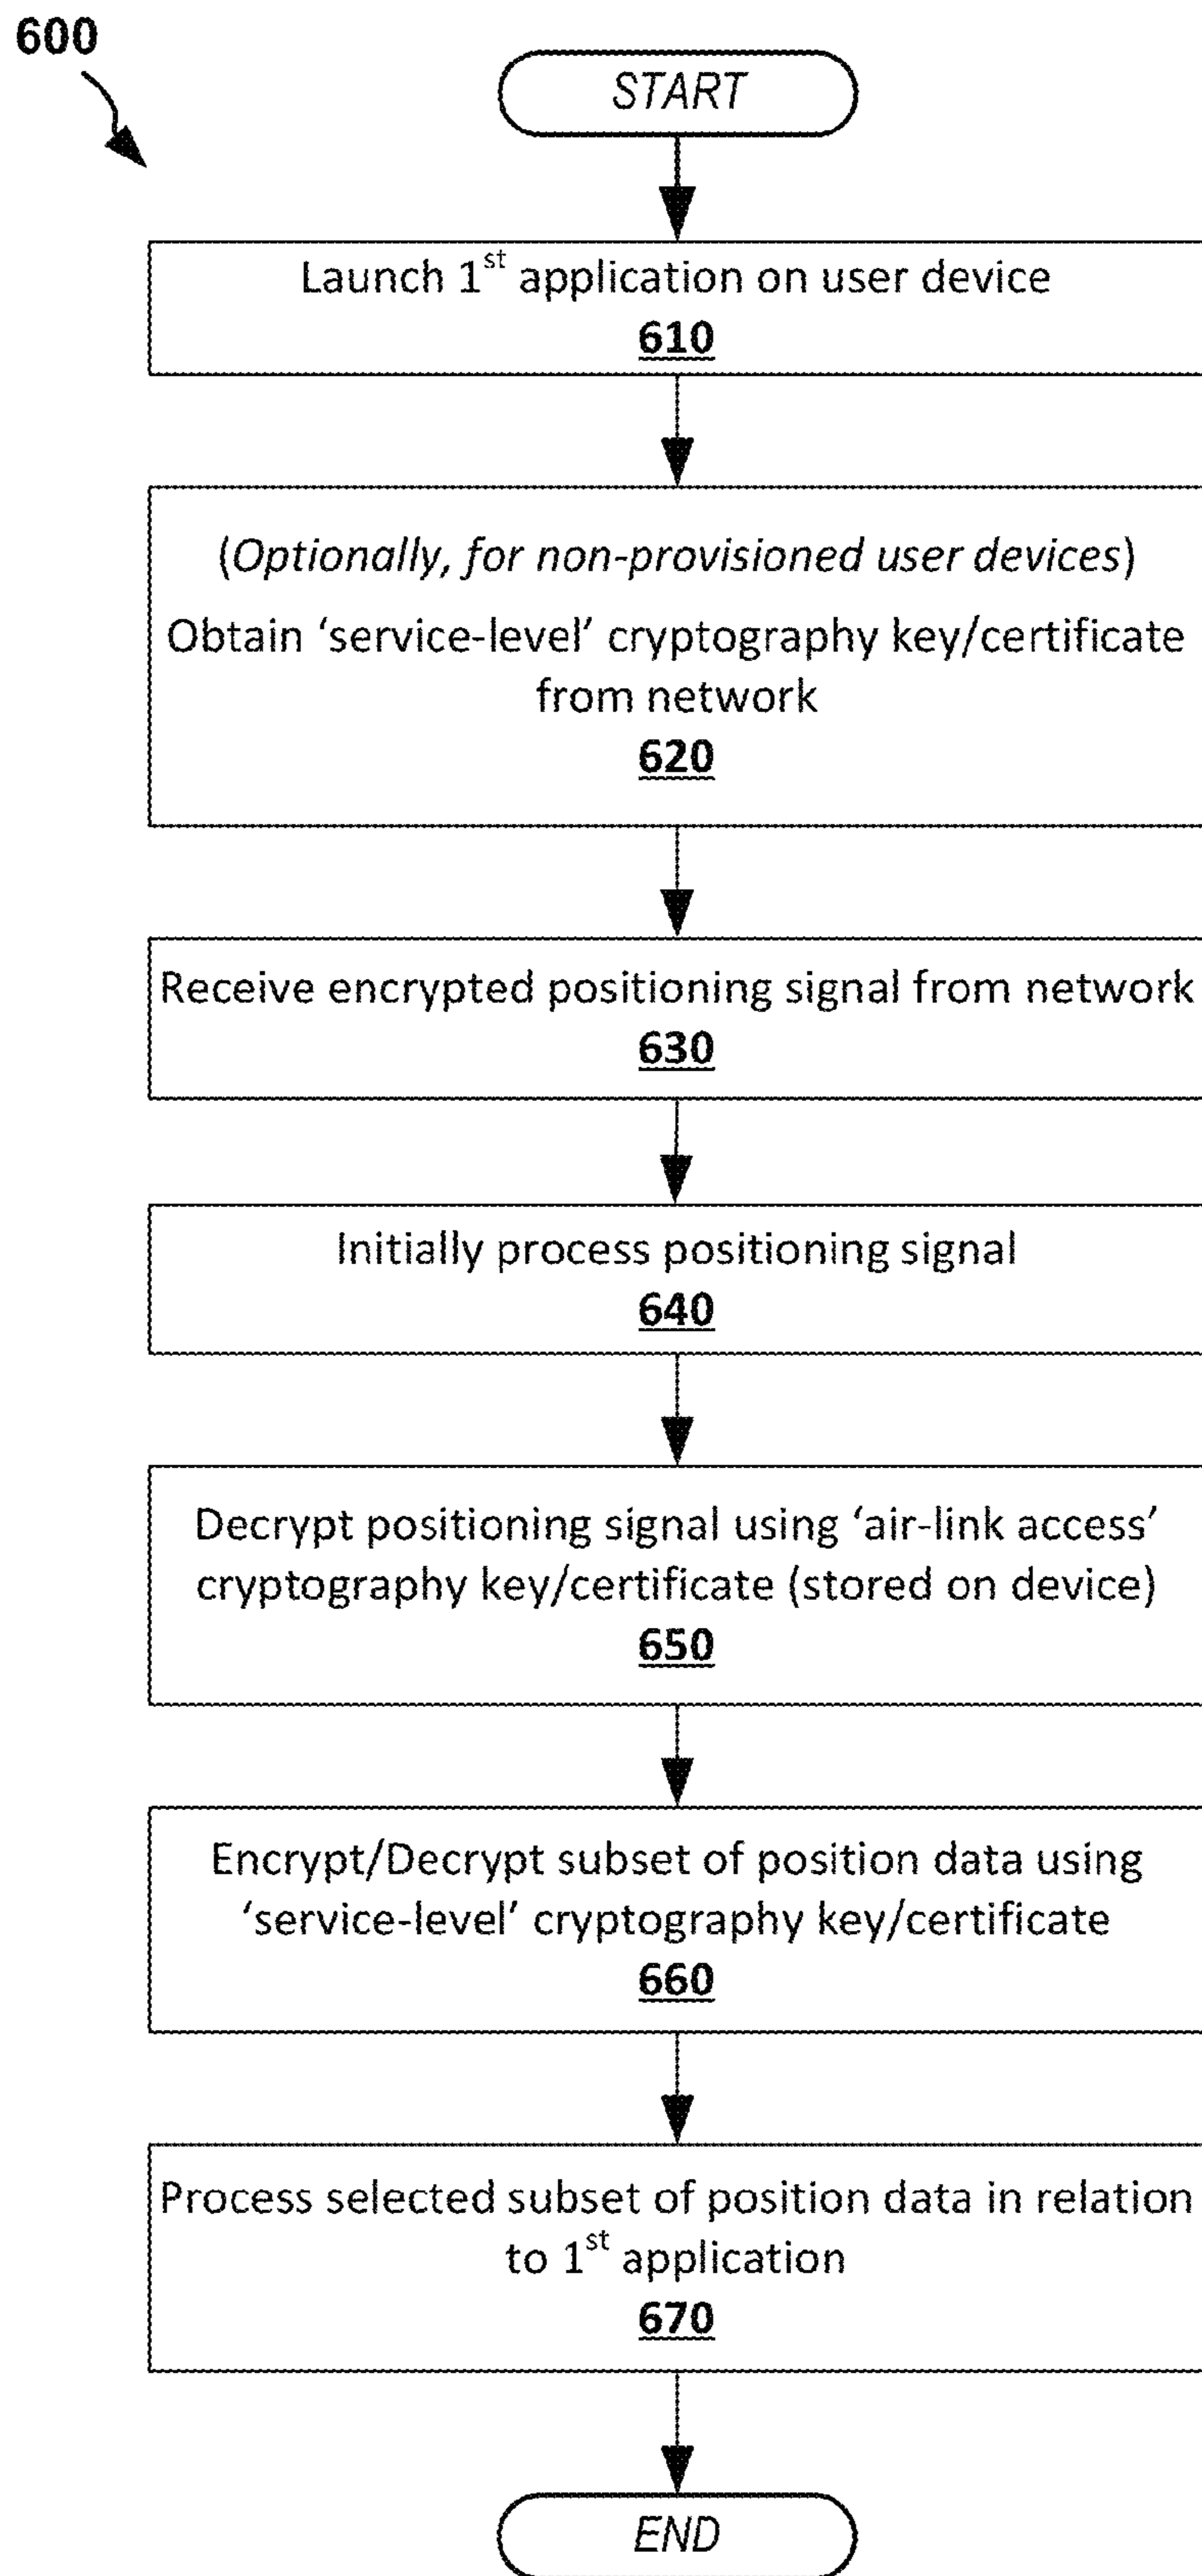 600
START
Launch 1st application on user device
610
(Optionally, for non-provisioned user devices)
Obtain ‘service-level’ cryptography key/certificate
from network
620
Receive encrypted positioning signal from network
630
Initially process positioning signal
640
Decrypt positioning signal using ‘air-link access’
cryptography key/certificate (stored on device)
650
Encrypt/Decrypt subset of position data using
‘service-level’ cryptography key/certificate
660
Process selected subset of position data in relation
to 1st application
670
END